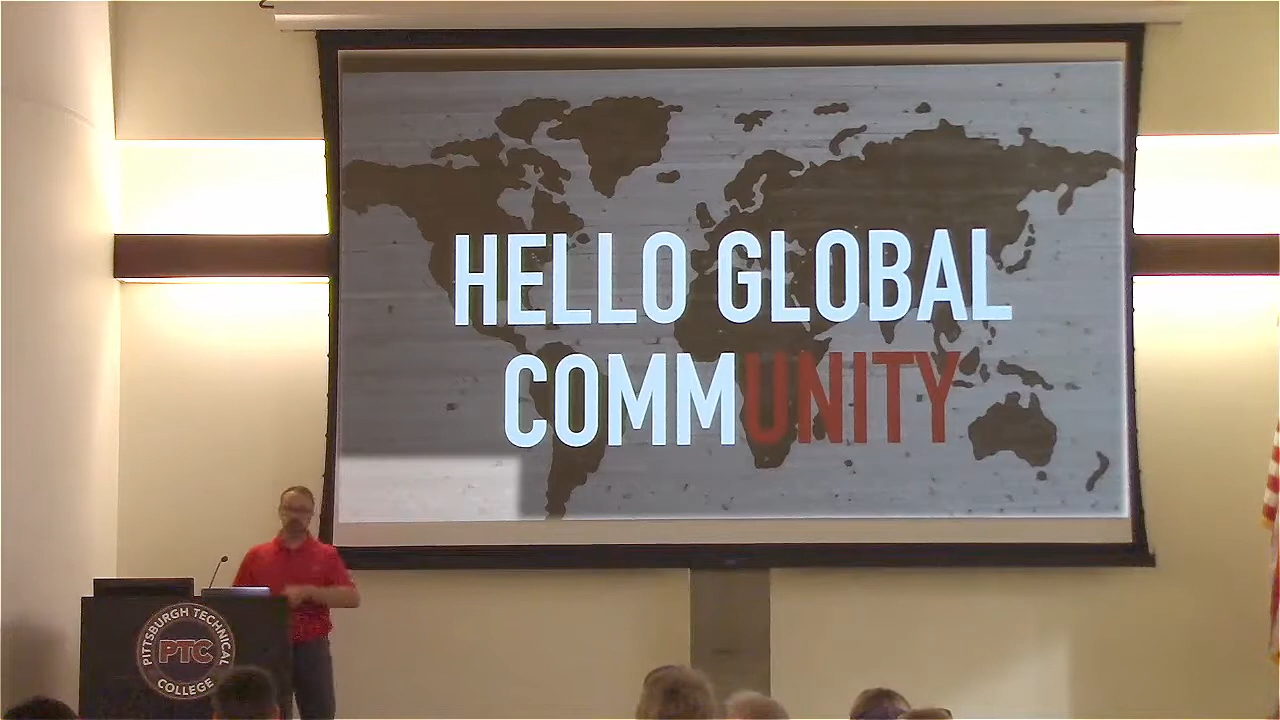 HELLO GLOBAL
COMMUNITY
PITTSBURGH TECHNICAL
PTC
COLLEGE